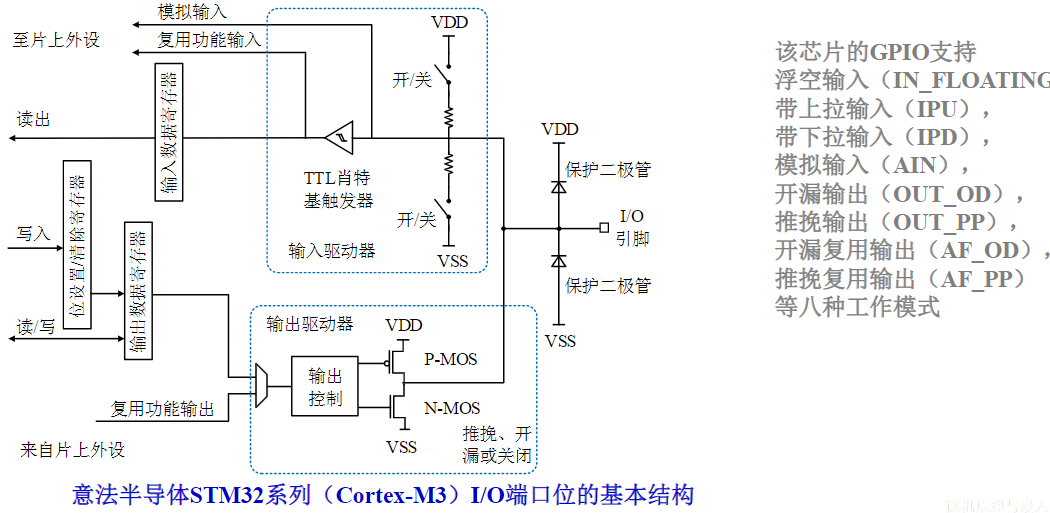 模拟输入
复用功能输入
至片上外设
读出
输入数据寄存器
VDD
开/关
TTL肖特
基触发器
开/关
VSS
输入驱动器
VDD
保护二极管
I/O
引脚
保护二极管
VSS
写入
位设置/清除寄存器
输出数据寄存器
读/写
输出驱动器
VDD
P-MOS
输出
控制
N-MOS
VSS
推挽、开
漏或关闭
复用功能输出
来自片上外设
意法半导体STM32系列（Cortex-M3）I/O端口位的基本结构
该芯片的GPIO支持
浮空输入（IN_FLOATING
带上拉输入（IPU），
带下拉输入（IPD），
模拟输入（AIN），
开漏输出（OUT_OD），
推挽输出（OUT_PP），
开漏复用输出（AF_OD），
推挽复用输出（AF_PP）
等八种工作模式